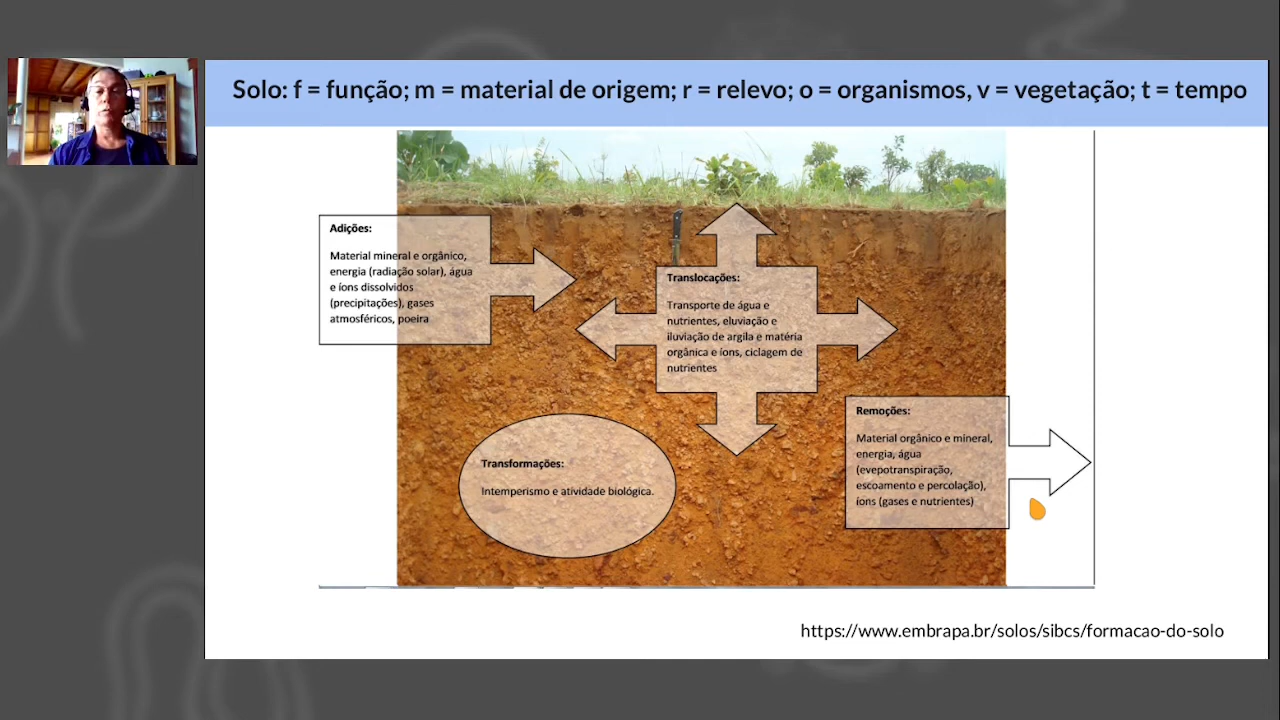 Solo: f = função; m = material de origem; r = relevo; o = organismos, v = vegetação; t = tempo
Adições:
Material mineral e orgânico,
energia (radiação solar), água
e íons dissolvidos
(precipitações), gases
atmosféricos, poeira
Translocações:
Transporte de água e
nutrientes, eluviação e
iluviação de argila e matéria
orgânica e íons, ciclagem de
nutrientes
Remoções:
Material orgânico e mineral,
energia, água
(evepotranspiração,
escoamento e percolação),
íons (gases e nutrientes)
Transformações:
Intemperismo e atividade biológica.
https://www.embrapa.br/solos/sibcs/formacao-do-solo